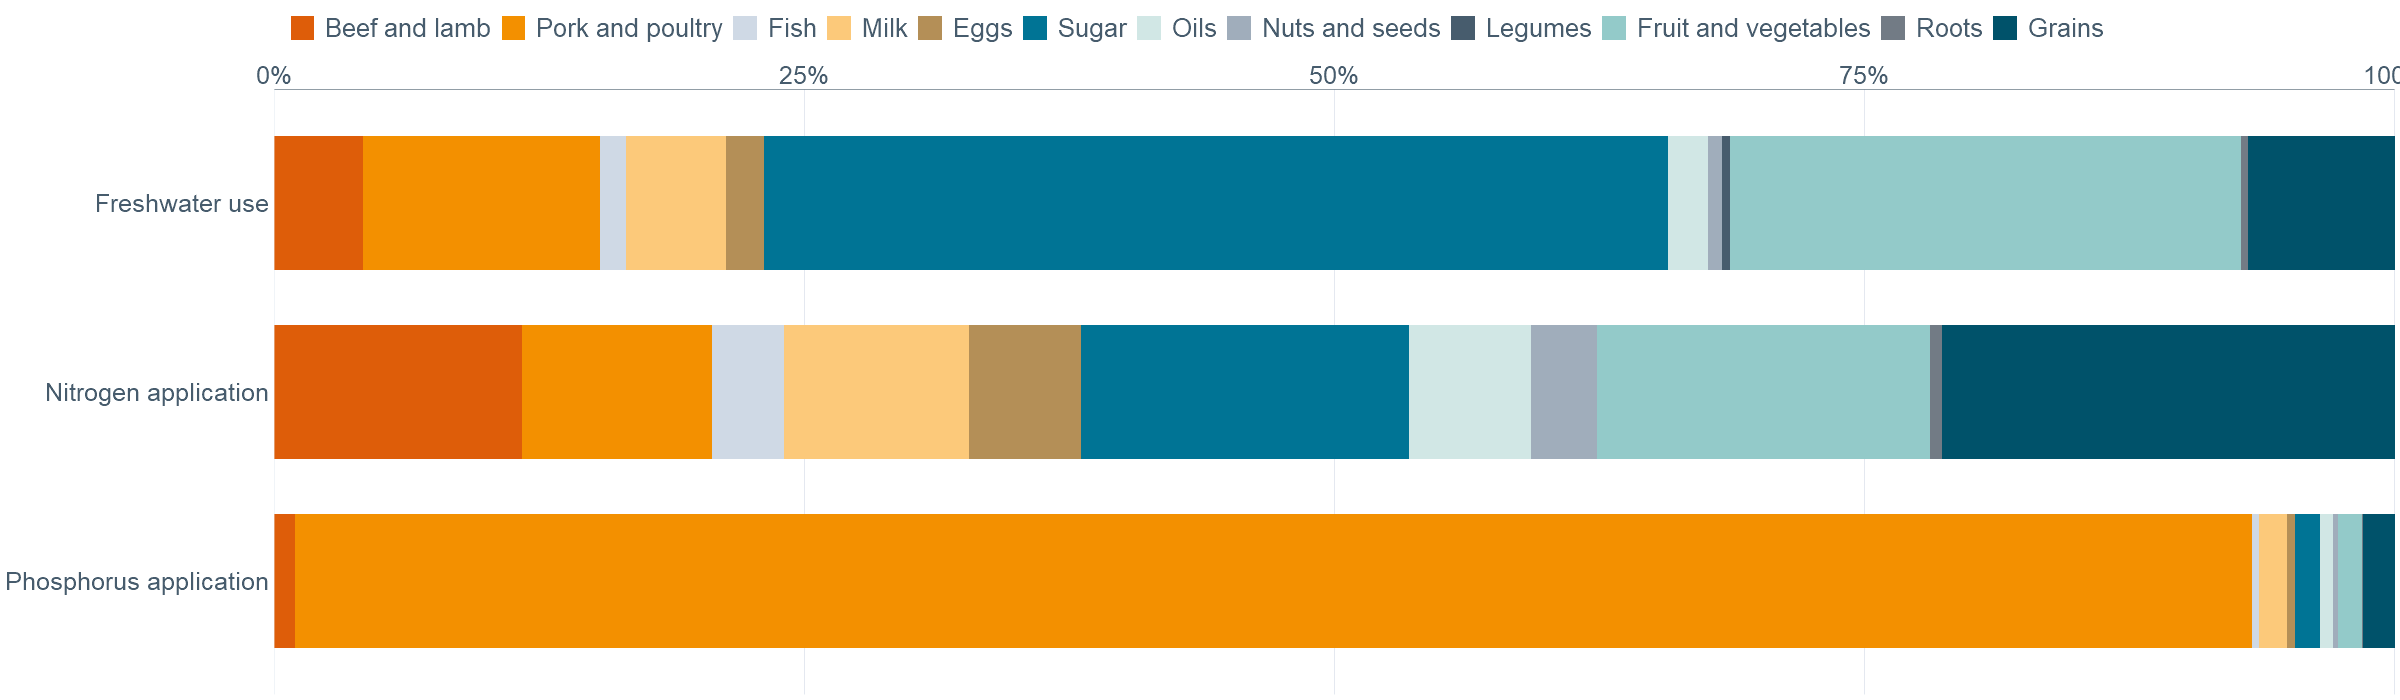 Beef and lamb Pork and poultry Fish Milk Eggs Sugar Oils Nuts and seeds Legumes Fruit and vegetables Roots Grains
0% 25% 50% 75% 100
Freshwater use
Nitrogen application
Phosphorus application